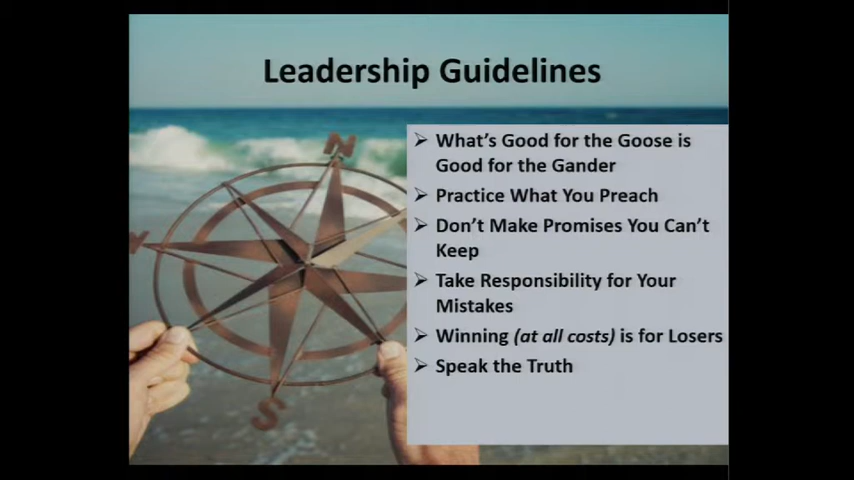 Leadership Guidelines
N
W
S
➢ What's Good for the Goose is
Good for the Gander
➢ Practice What You Preach
➢ Don't Make Promises You Can't
Keep
➢ Take Responsibility for Your
Mistakes
➢ Winning (at all costs) is for Losers
➢ Speak the Truth